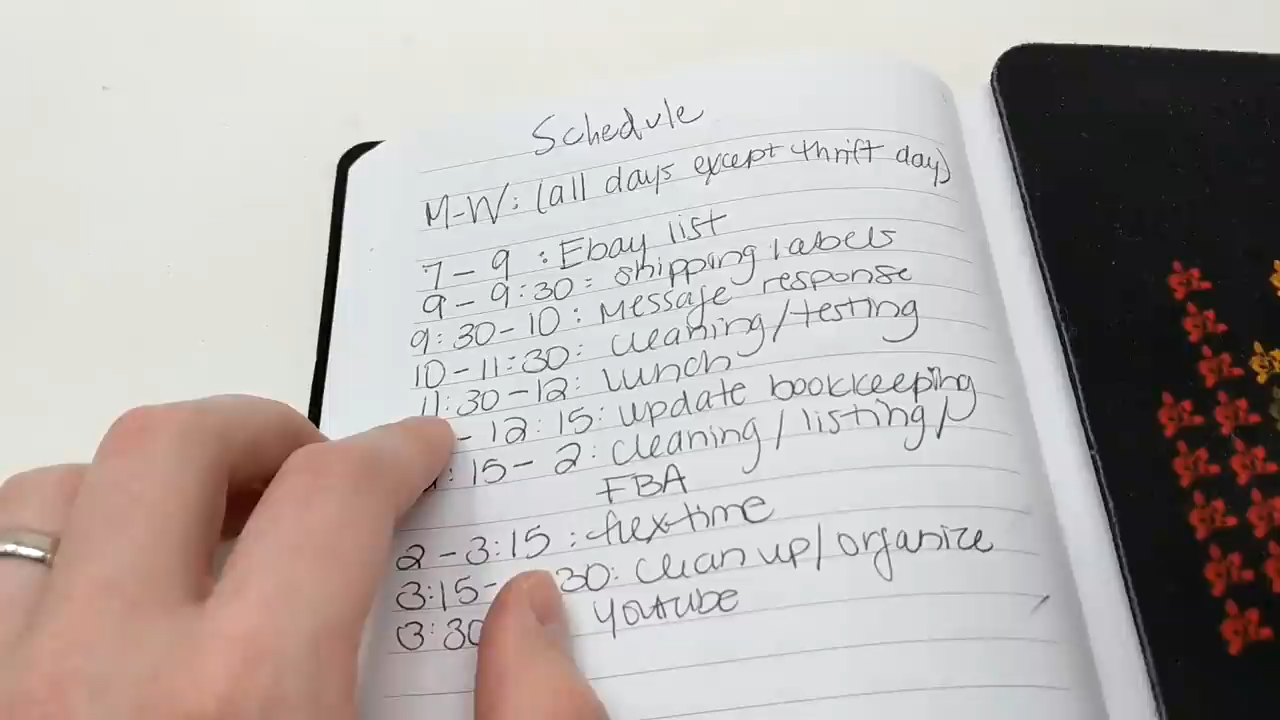 Schedule
M-W: (all days except thrift day)
7-9 : Ebay list
9-9:30: shipping labels
9:30-10: Message response
10-11:30: cleaning/testing
11:30-12: lunch
- 12:15: update bookkeeping
:15-2: cleaning/listing/
FBA
2-3:15: flex time
3:15- 30: clean up/organize
3:30 Youtube